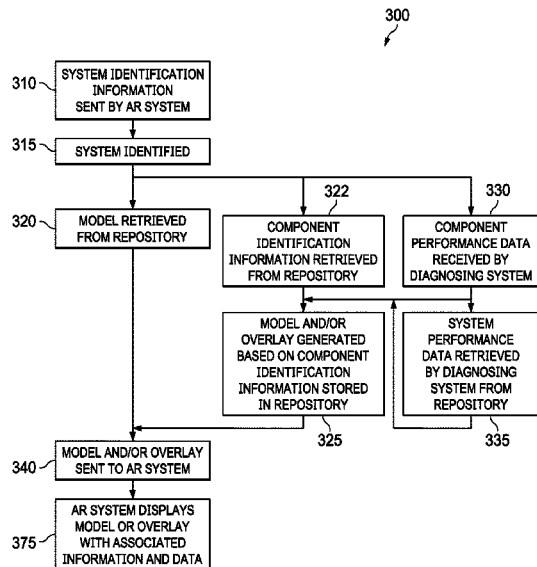 300
310
SYSTEM IDENTIFICATION
INFORMATION
SENT BY AR SYSTEM
315
SYSTEM IDENTIFIED
320
MODEL RETRIEVED
FROM REPOSITORY
322
COMPONENT
IDENTIFICATION
INFORMATION RETRIEVED
FROM REPOSITORY
330
COMPONENT
PERFORMANCE DATA
RECEIVED BY
DIAGNOSING SYSTEM
MODEL AND/OR
OVERLAY GENERATED
BASED ON COMPONENT
IDENTIFICATION
INFORMATION STORED
IN REPOSITORY
325
SYSTEM
PERFORMANCE
DATA RETRIEVED
BY DIAGNOSING
SYSTEM FROM
REPOSITORY
335
340
MODEL AND/OR OVERLAY
SENT TO AR SYSTEM
375
AR SYSTEM DISPLAYS
MODEL OR OVERLAY
WITH ASSOCIATED
INFORMATION AND DATA